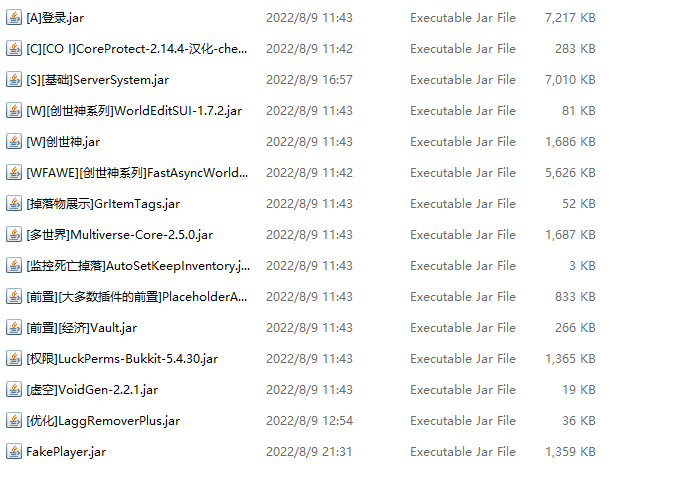 [A]登录.jar 2022/8/9 11:43 Executable Jar File 7,217 KB
[C][CO I]CoreProtect-2.14.4-汉化-che... 2022/8/9 11:42 Executable Jar File 283 KB
[S][基础]ServerSystem.jar 2022/8/9 16:57 Executable Jar File 7,010 KB
[W][创世神系列]WorldEditSUI-1.7.2.jar 2022/8/9 11:43 Executable Jar File 81 KB
[W]创世神.jar 2022/8/9 11:43 Executable Jar File 1,686 KB
[WFAWE][创世神系列]FastAsyncWorld... 2022/8/9 11:42 Executable Jar File 5,626 KB
[掉落物展示]GrItemTags.jar 2022/8/9 11:43 Executable Jar File 52 KB
[多世界]Multiverse-Core-2.5.0.jar 2022/8/9 11:43 Executable Jar File 1,687 KB
[监控死亡掉落]AutoSetKeepInventory.j... 2022/8/9 11:43 Executable Jar File 3 KB
[前置][大多数插件的前置]PlaceholderA... 2022/8/9 11:43 Executable Jar File 833 KB
[前置][经济]Vault.jar 2022/8/9 11:43 Executable Jar File 266 KB
[权限]LuckPerms-Bukkit-5.4.30.jar 2022/8/9 11:43 Executable Jar File 1,365 KB
[虚空]VoidGen-2.2.1.jar 2022/8/9 11:43 Executable Jar File 19 KB
[优化]LaggRemoverPlus.jar 2022/8/9 12:54 Executable Jar File 36 KB
FakePlayer.jar 2022/8/9 21:31 Executable Jar File 1,359 KB